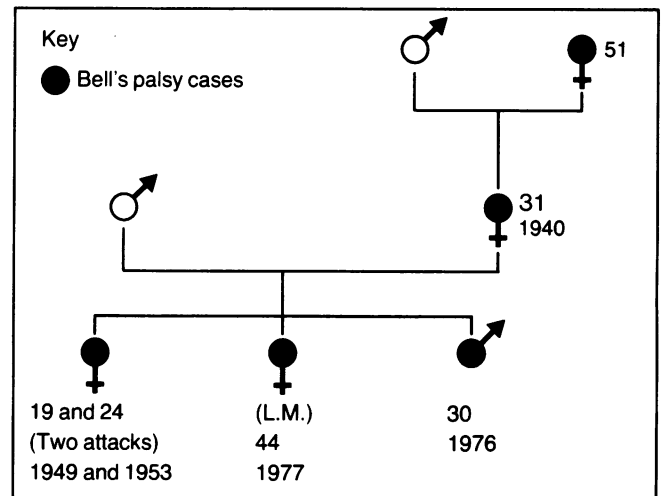 Key
Bell's palsy cases
51
31
1940
19 and 24
(Two attacks)
1949 and 1953
(L.M.)
44
1977
30
1976